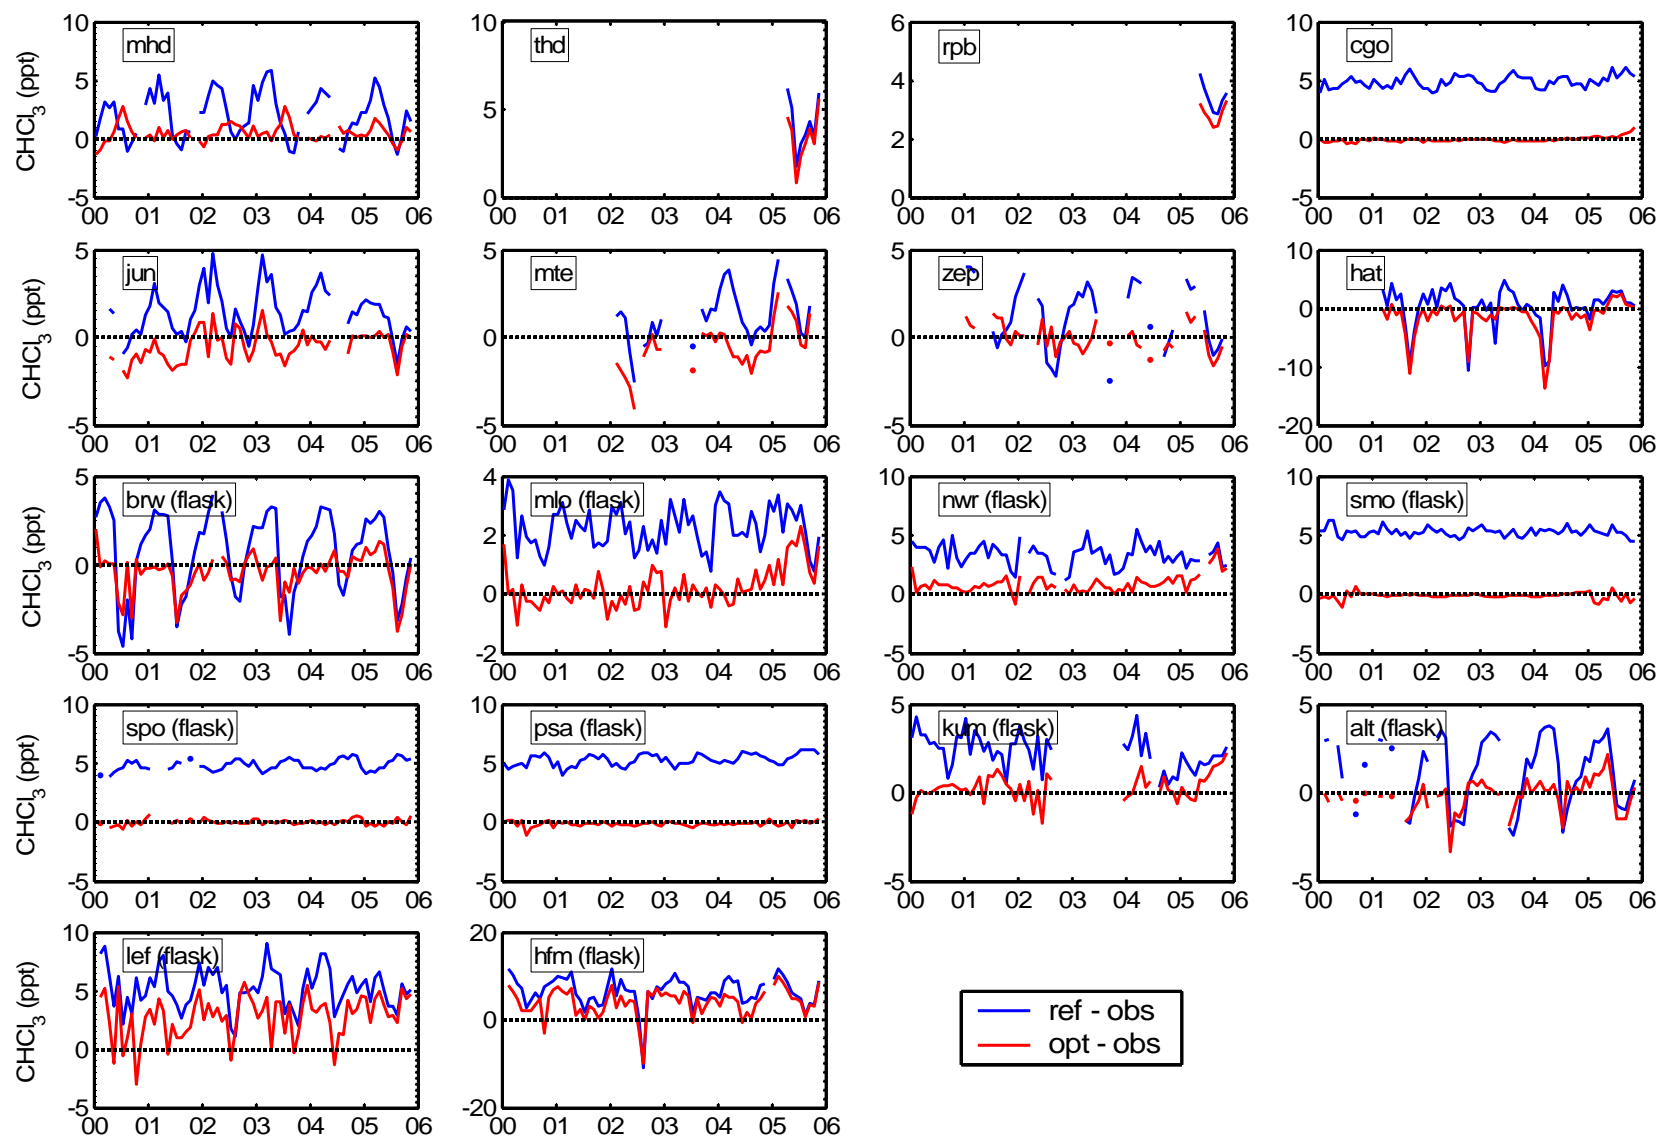 10
5
0
-5
CHCl3 (ppt)
mhd
00 01 02 03 04 05 06
10
5
0
thd
00 01 02 03 04 05 06
6
4
2
0
rpb
00 01 02 03 04 05 06
10
5
0
-5
cgo
00 01 02 03 04 05 06
5
0
-5
CHCl3 (ppt)
jun
00 01 02 03 04 05 06
5
0
-5
mte
00 01 02 03 04 05 06
5
0
-5
zep
00 01 02 03 04 05 06
10
0
-10
-20
hat
00 01 02 03 04 05 06
5
0
-5
CHCl3 (ppt)
brw (flask)
00 01 02 03 04 05 06
4
2
0
-2
mlo (flask)
00 01 02 03 04 05 06
10
5
0
-5
nwr (flask)
00 01 02 03 04 05 06
10
5
0
-5
smo (flask)
00 01 02 03 04 05 06
10
5
0
-5
CHCl3 (ppt)
spo (flask)
00 01 02 03 04 05 06
10
5
0
-5
psa (flask)
00 01 02 03 04 05 06
5
0
-5
kum (flask)
00 01 02 03 04 05 06
5
0
-5
alt (flask)
00 01 02 03 04 05 06
10
5
0
-5
CHCl3 (ppt)
lef (flask)
00 01 02 03 04 05 06
20
0
-20
hfm (flask)
00 01 02 03 04 05 06
ref - obs
opt - obs